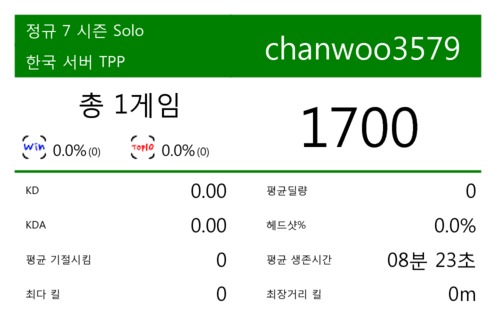 정규 7 시즌 Solo
한국 서버 TPP
chanwoo3579
총 1게임
Win 0.0%(0) Top10 0.0%(0)
1700
KD 0.00
평균딜량 0
KDA 0.00
헤드샷% 0.0%
평균 기절시킴 0
평균 생존시간 08분 23초
최다 킬 0
최장거리 킬 0m